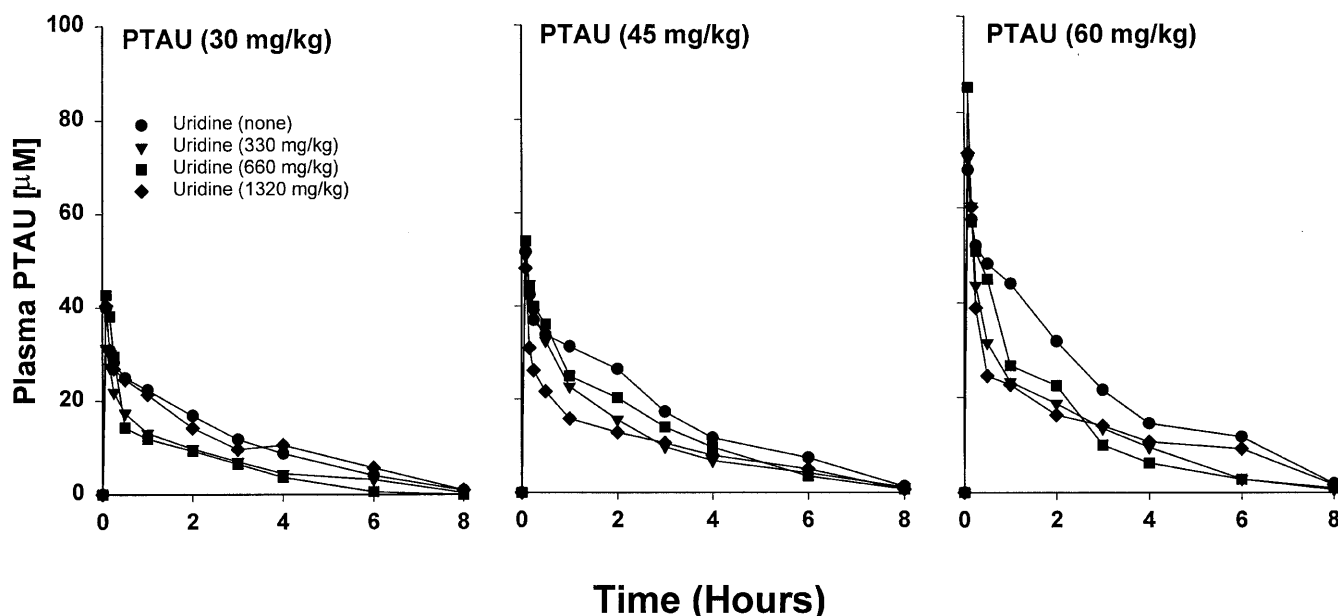 PTAU (30 mg/kg)
PTAU (45 mg/kg)
PTAU (60 mg/kg)
Plasma PTAU [μM]
100
80
60
40
20
0
Uridine (none)
Uridine (330 mg/kg)
Uridine (660 mg/kg)
Uridine (1320 mg/kg)
0 2 4 6 8
0 2 4 6 8
0 2 4 6 8
Time (Hours)